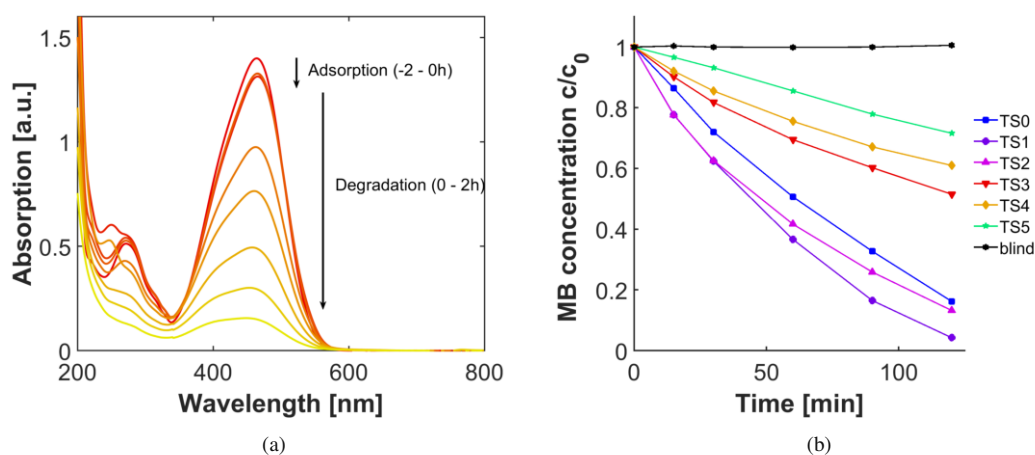 1.5
1
0.5
0
200
400
600
800
Absorption [a.u.]
Wavelength [nm]
Adsorption (-2 - 0h)
Degradation (0 - 2h)
(a)
1
0.8
0.6
0.4
0.2
0
0
50
100
MB concentration c/c0
Time [min]
TS0
TS1
TS2
TS3
TS4
TS5
blind
(b)